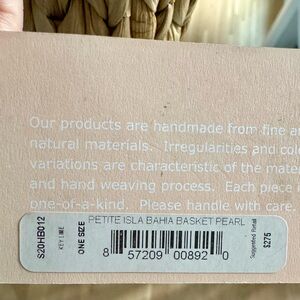 Our products are handmade from fine a
natural materials. Irregularities and colo
variations are characteristic of the mate
and hand weaving process. Each piece i
one-of-a-kind. Please handle with care.
S20HB012
KEY LIME
ONE SIZE
PETITE ISLA BAHIA BASKET PEARL
8 57209 00892 0
Suggested Retail
$275